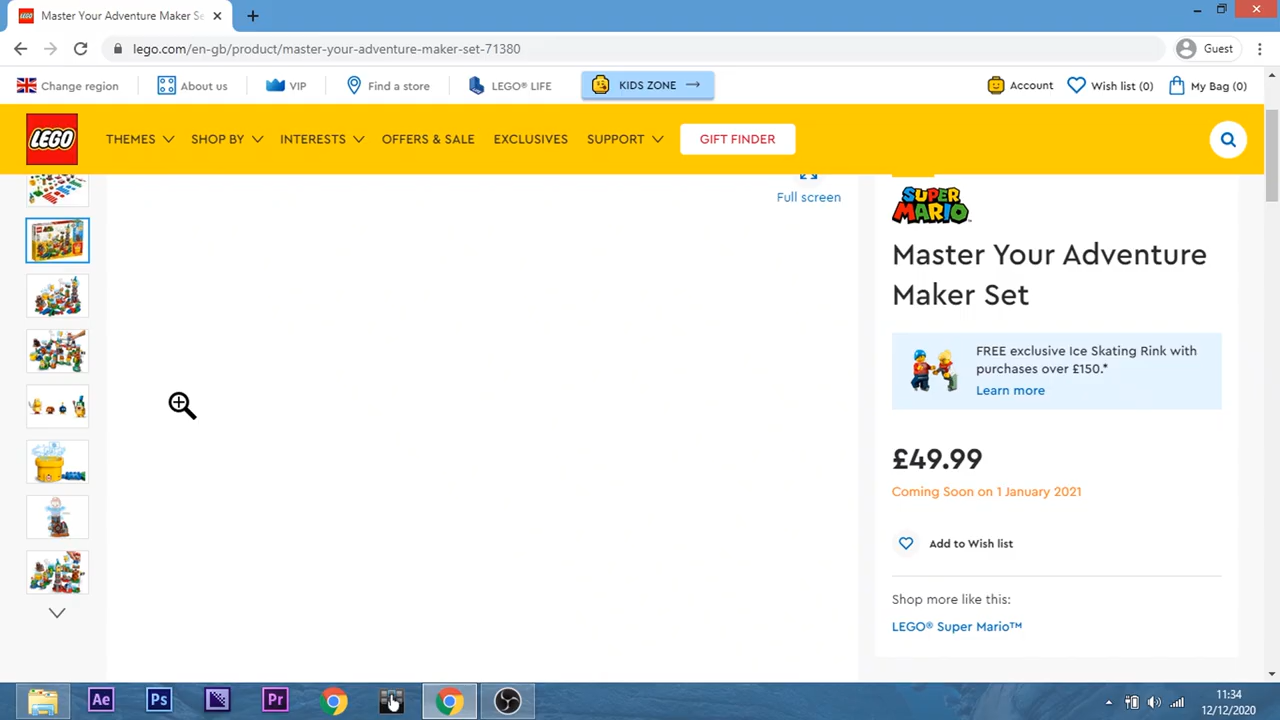 Master Your Adventure Maker Se
lego.com/en-gb/product/master-your-adventure-maker-set-71380
Guest
Change region
About us
VIP
Find a store
LEGO® LIFE
KIDS ZONE
Account
Wish list (0)
My Bag (0)
LEGO
THEMES
SHOP BY
INTERESTS
OFFERS & SALE
EXCLUSIVES
SUPPORT
GIFT FINDER
Full screen
SUPER
MARIO
Master Your Adventure
Maker Set
FREE exclusive Ice Skating Rink with
purchases over £150.*
Learn more
£49.99
Coming Soon on 1 January 2021
Add to Wish list
Shop more like this:
LEGO® Super Mario™
Ae
Ps
Pr
11:34
12/12/2020